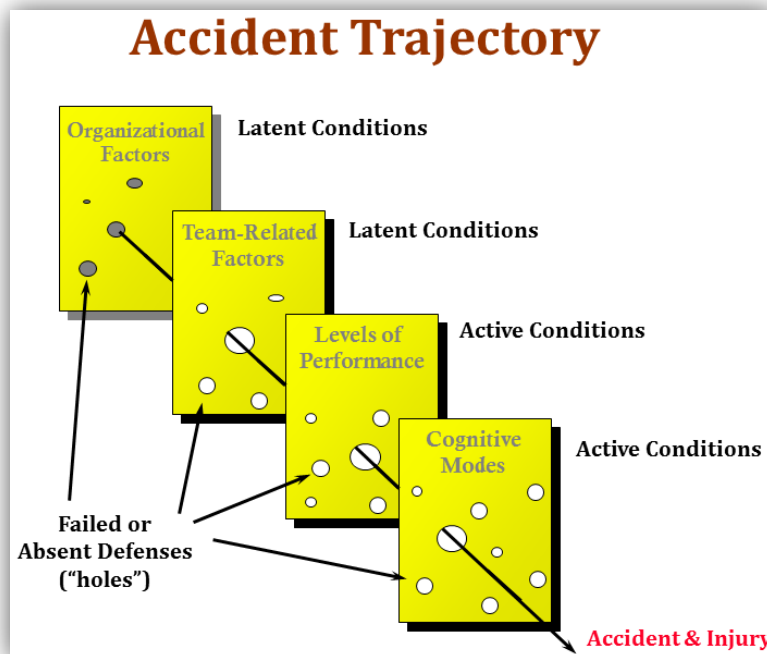 Accident Trajectory
Organizational
Factors
Latent Conditions
Team-Related
Factors
Latent Conditions
Levels of
Performance
Active Conditions
Cognitive
Modes
Active Conditions
Failed or
Absent Defenses
(“holes”)
Accident & Injury